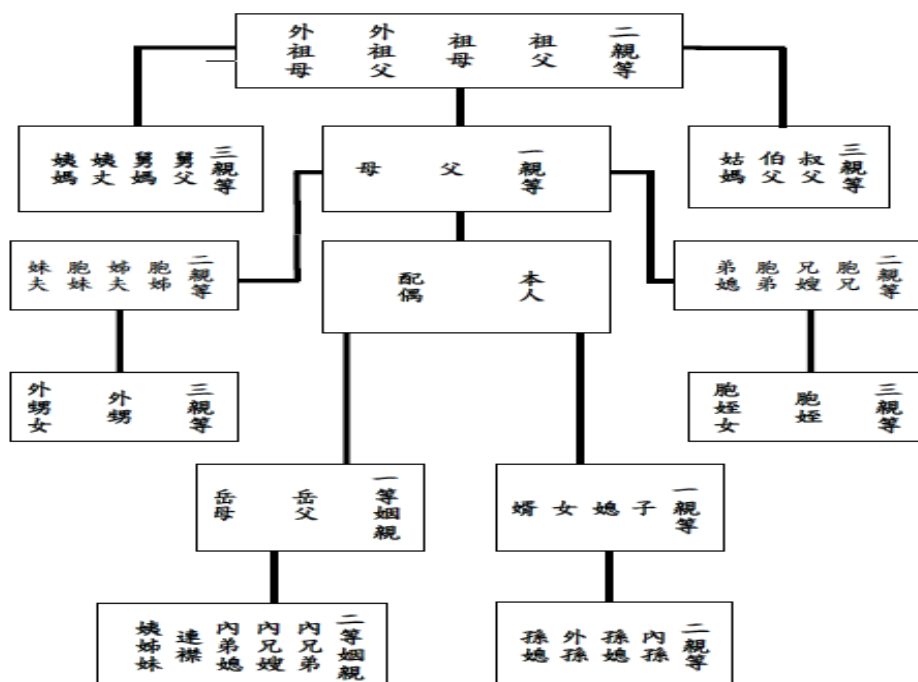 二親等
祖父
祖母
外祖父
外祖母
三親等
舅父
舅媽
姨丈
姨媽
一親等
父
母
三親等
叔父
伯父
姑媽
二親等
胞姊
姊夫
胞妹
妹夫
本人
配偶
二親等
胞兄
兄嫂
胞弟
弟媳
三親等
外甥
外甥女
三親等
胞姪
胞姪女
一等姻親
岳父
岳母
一親等
子
媳
女
婿
二等姻親
內兄弟
內兄嫂
內弟媳
連襟
姨姊妹
二親等
內孫
孫媳
外孫
孫媳